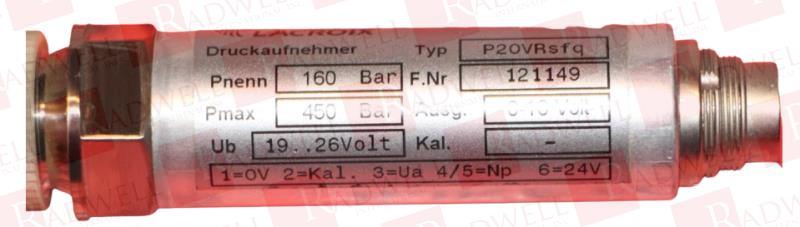 LACROIX
Druckaufnehmer Typ P20VRsfq
Pnenn 160 Bar F.Nr 121149
Pmax 450 Bar Ausg. 0-10 Volt
Ub 19..26Volt Kal. -
1=0V 2=Kal. 3=Ua 4/5=Np 6=24V
RADWELL